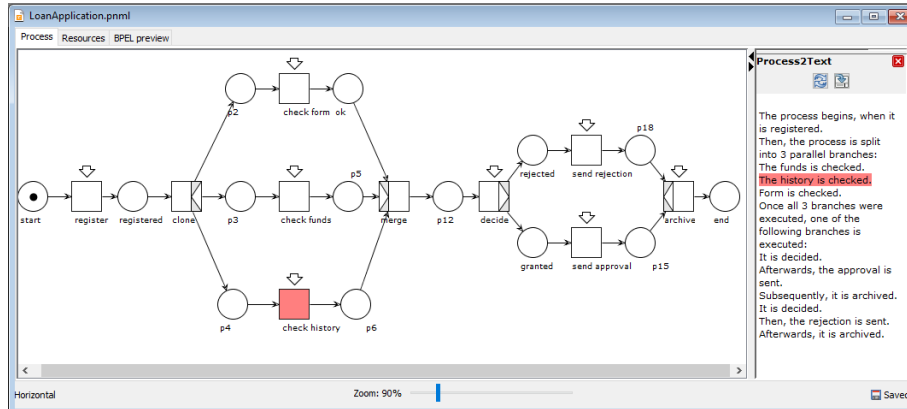 LoanApplication.pnml
Process Resources BPEL preview
p2 check form ok
p18
rejected send rejection
p5
start register registered clone p3 check funds merge p12 decide archive end
granted send approval p15
p4 check history p6
Process2Text
The process begins, when it
is registered.
Then, the process is split
into 3 parallel branches:
The funds is checked.
The history is checked.
Form is checked.
Once all 3 branches were
executed, one of the
following branches is
executed:
It is decided.
Afterwards, the approval is
sent.
Subsequently, it is archived.
It is decided.
Then, the rejection is sent.
Afterwards, it is archived.
Horizontal
Zoom: 90%
Saved